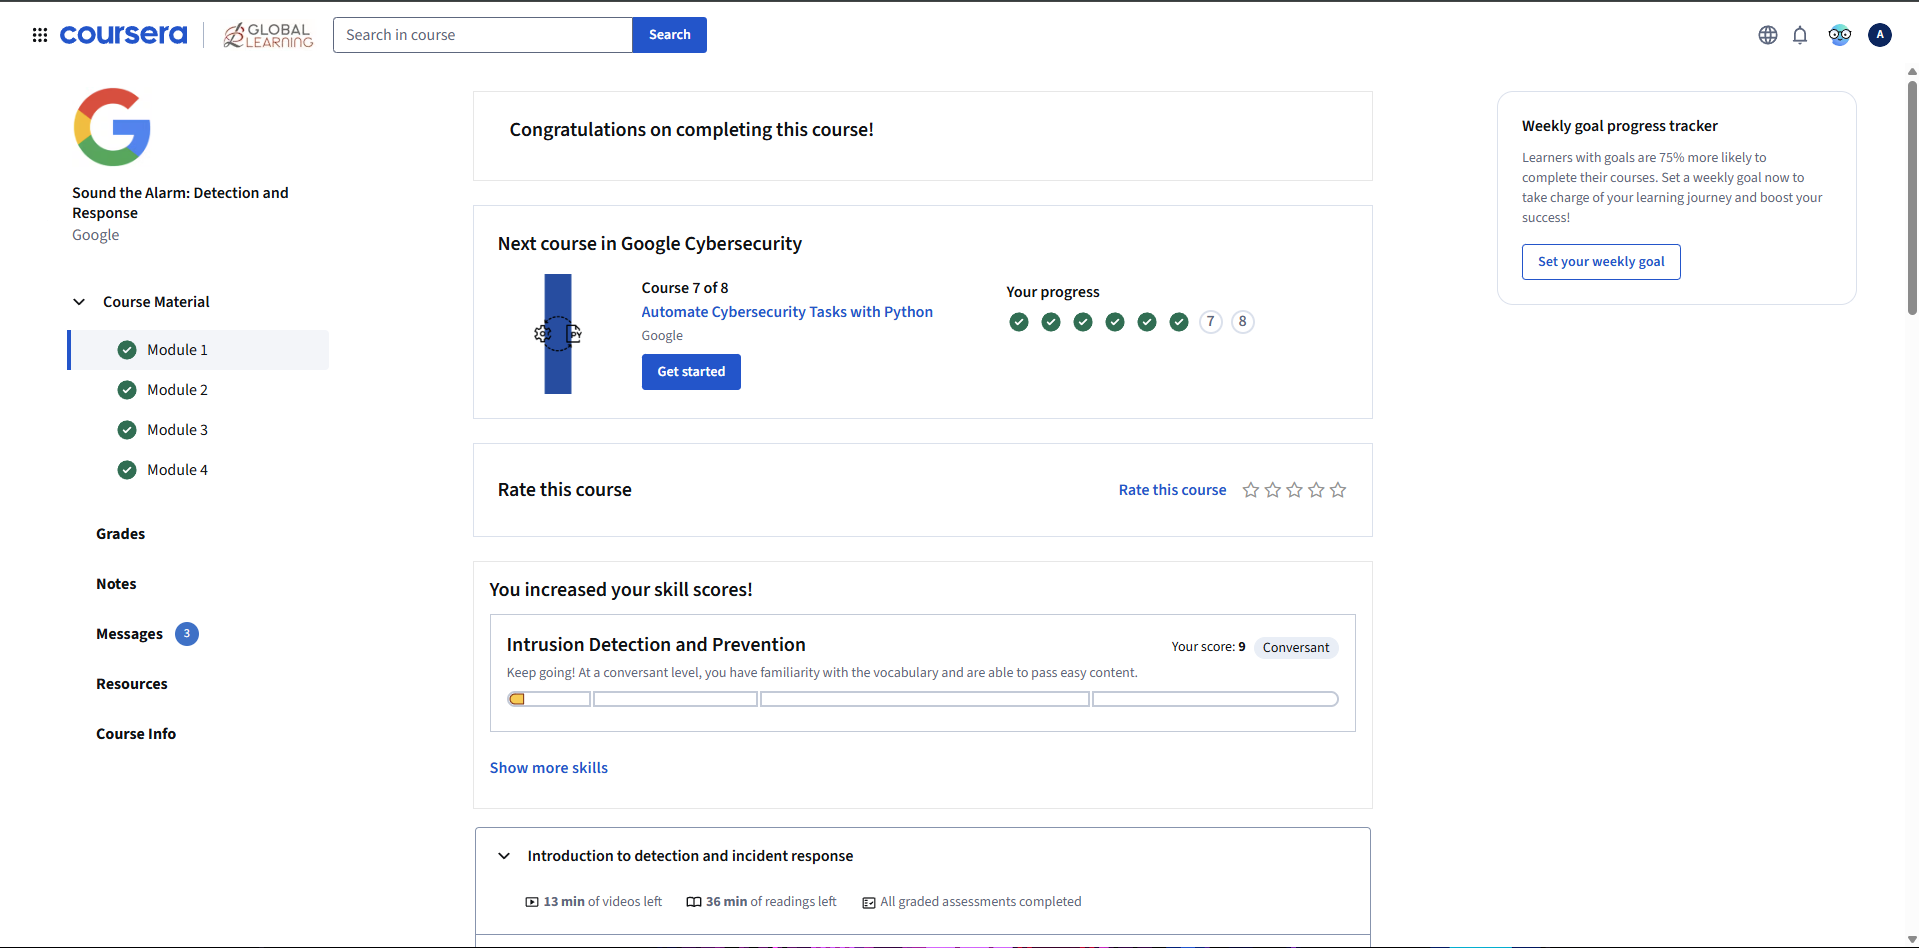 coursera
GLOBAL
LEARNING
Search in course
Search
A
Sound the Alarm: Detection and
Response
Google
Course Material
Module 1
Module 2
Module 3
Module 4
Grades
Notes
Messages 3
Resources
Course Info
Congratulations on completing this course!
Next course in Google Cybersecurity
PY
Course 7 of 8
Automate Cybersecurity Tasks with Python
Google
Get started
Your progress
7 8
Rate this course
Rate this course
You increased your skill scores!
Intrusion Detection and Prevention
Your score: 9 Conversant
Keep going! At a conversant level, you have familiarity with the vocabulary and are able to pass easy content.
Show more skills
Introduction to detection and incident response
13 min of videos left 36 min of readings left All graded assessments completed
Weekly goal progress tracker
Learners with goals are 75% more likely to
complete their courses. Set a weekly goal now to
take charge of your learning journey and boost your
success!
Set your weekly goal